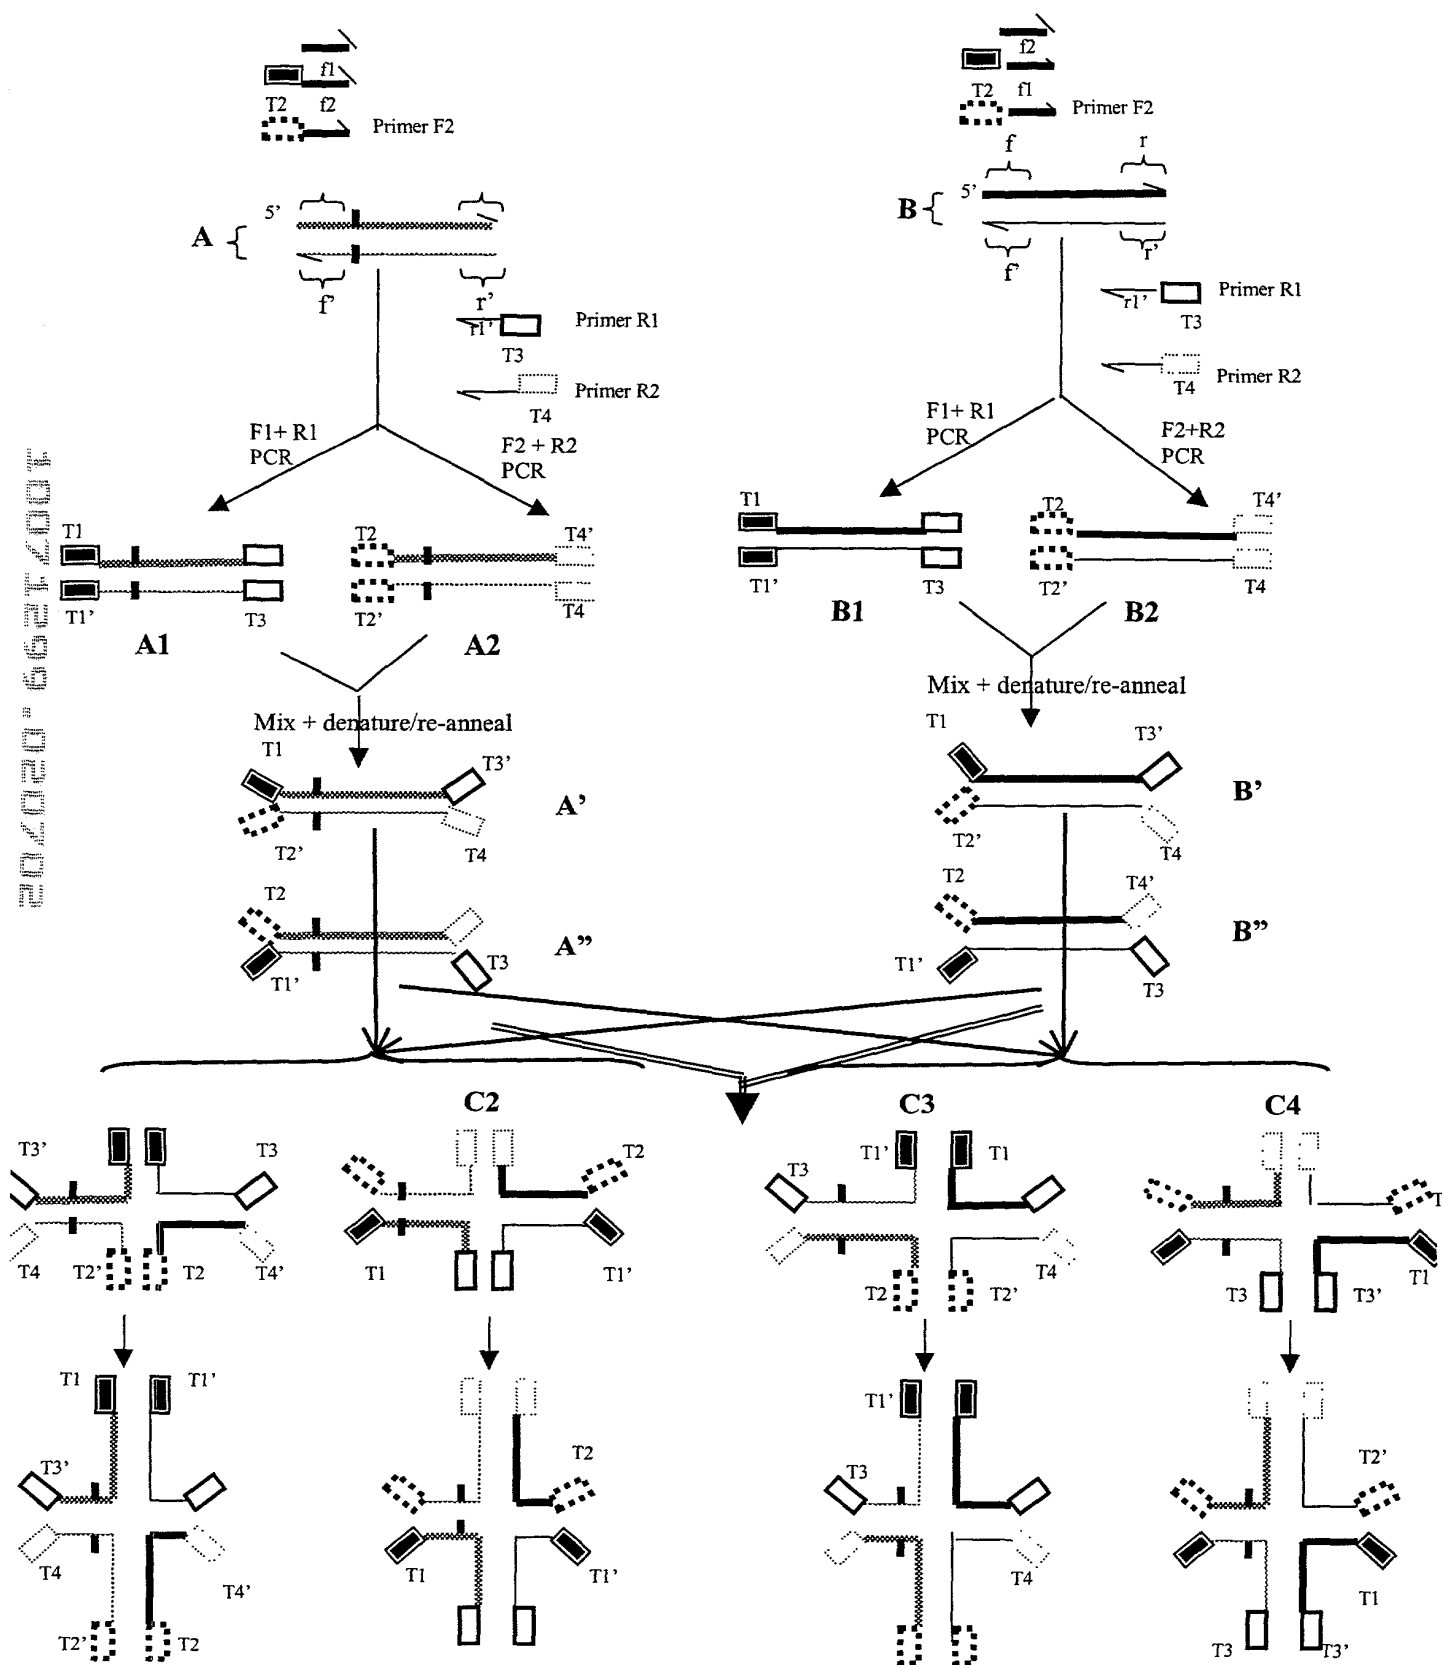 f1
T2
f2
Primer F2
f2
T2
f1
Primer F2
f
r
5’
B
f’
r’
5’
A
f’
r’
r1’
T3
Primer R1
T4
Primer R2
r1’
T3
Primer R1
T4
Primer R2
F1+ R1
PCR
F2 + R2
PCR
F1+ R1
PCR
F2+R2
PCR
T1
T2
T4’
T1’
T3
T2’
T4
A1
A2
T1
T2
T4’
T1’
T3
T2’
T4
B1
B2
Mix + denature/re-anneal
Mix + denature/re-anneal
T1
T3’
A’
T2’
T4
T2
A”
T1’
T3
T1
T3’
B’
T2’
T4
T2
T4’
B”
T1’
T3
C2
C3
C4
T3’
T3
T4
T2’
T2
T4’
T2
T1
T1’
T3
T1’
T1
T2
T2’
T4
T
T3
T3’
T1
T1
T1’
T3’
T4
T4’
T2’
T2
T2
T1
T1’
T1’
T3
T4
T2’
T1
T3
T3’
10071299.020702